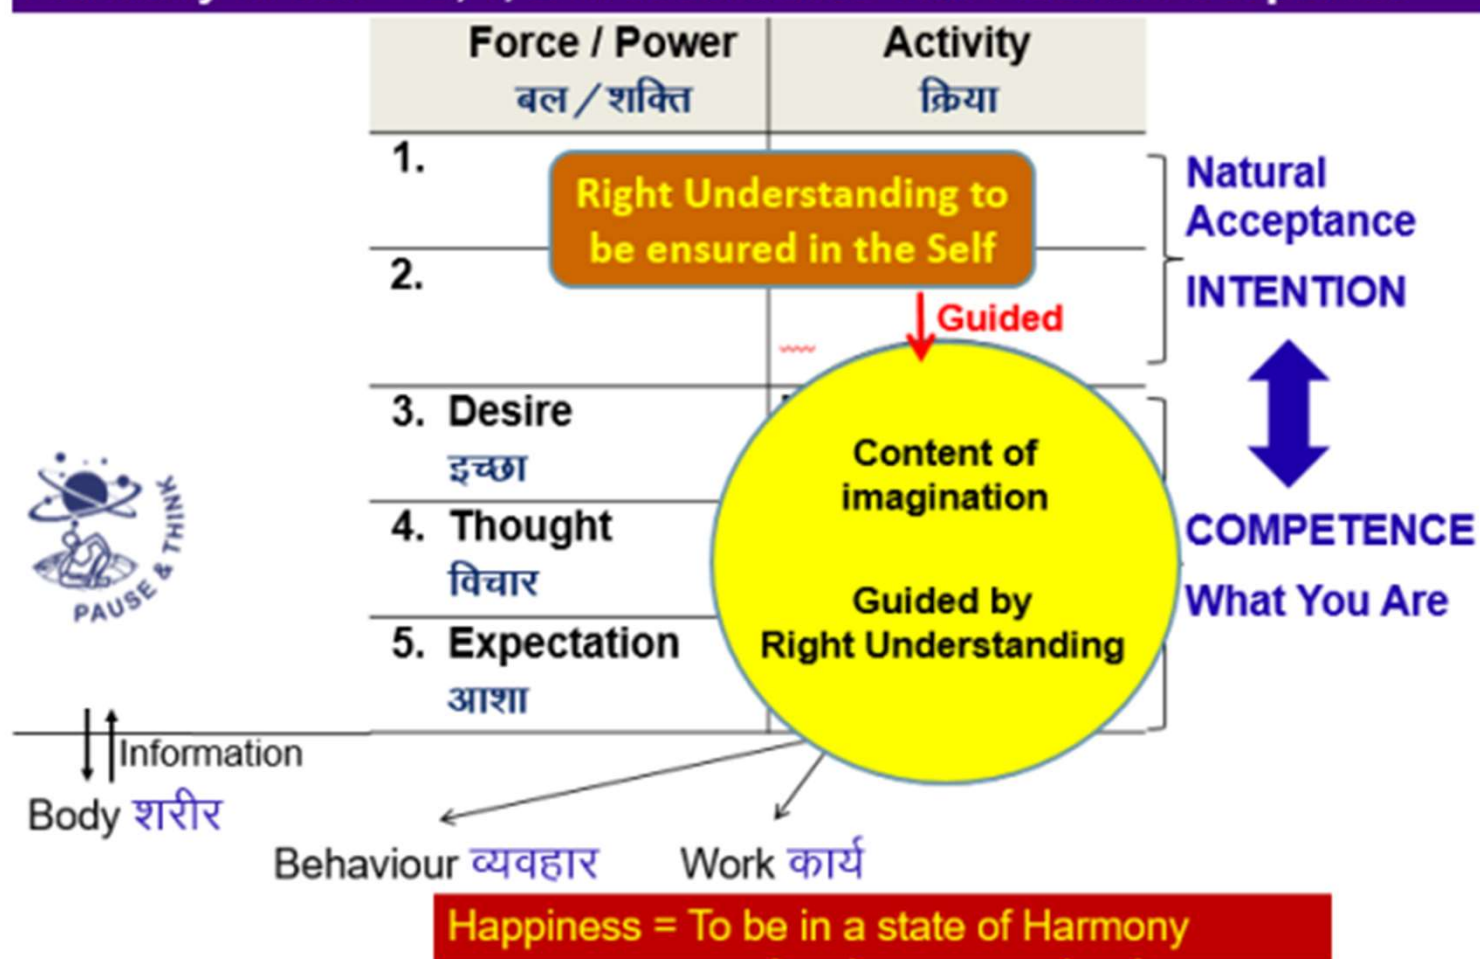 Force / Power
Activity
बल / शक्ति
क्रिया
1.
Right Understanding to
be ensured in the Self
Natural
Acceptance
2.
INTENTION
Guided
3. Desire
इच्छा
Content of
imagination
4. Thought
विचार
COMPETENCE
What You Are
Guided by
Right Understanding
5. Expectation
आशा
PAUSE & THINK
Information
Body शरीर
Behaviour व्यवहार
Work कार्य
Happiness = To be in a state of Harmony